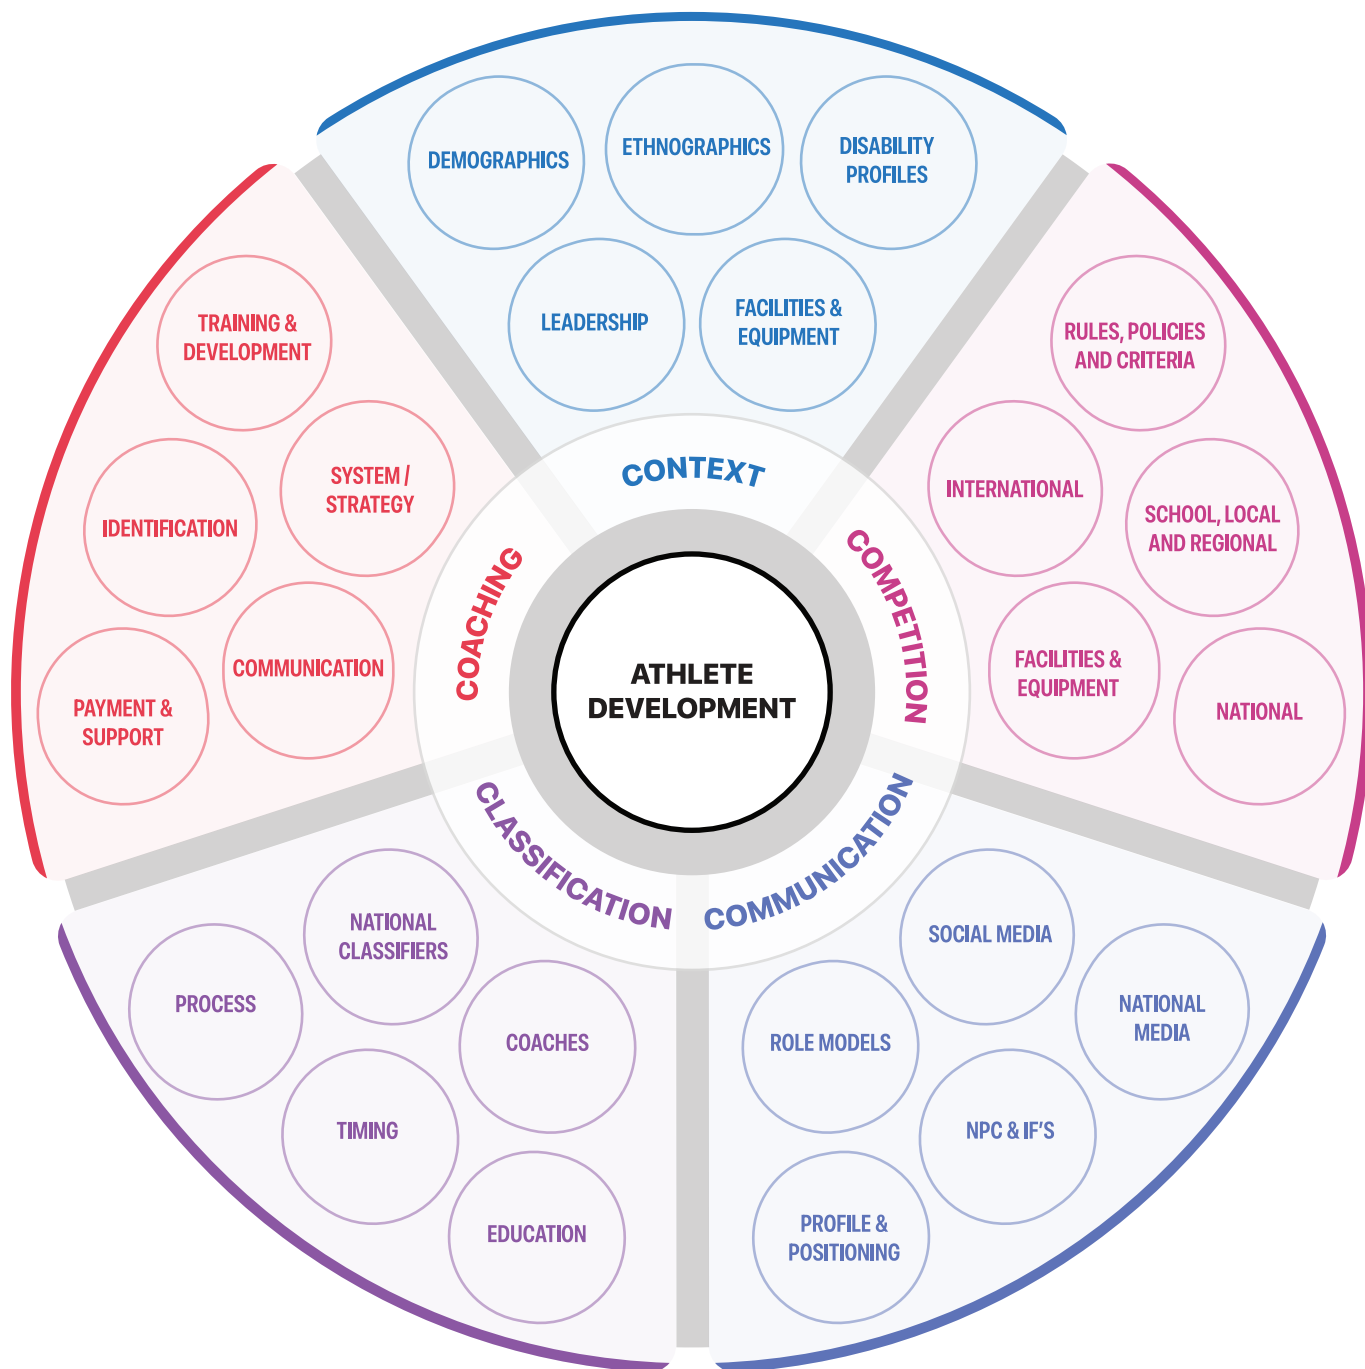 DEMOGRAPHICS
ETHNOGRAPHICS
DISABILITY
PROFILES
LEADERSHIP
FACILITIES &
EQUIPMENT
CONTEXT
RULES, POLICIES
AND CRITERIA
INTERNATIONAL
SCHOOL, LOCAL
AND REGIONAL
FACILITIES &
EQUIPMENT
NATIONAL
COMPETITION
SOCIAL MEDIA
NATIONAL
MEDIA
ROLE MODELS
NPC & IF'S
PROFILE &
POSITIONING
COMMUNICATION
NATIONAL
CLASSIFIERS
PROCESS
COACHES
TIMING
EDUCATION
CLASSIFICATION
TRAINING &
DEVELOPMENT
SYSTEM /
STRATEGY
IDENTIFICATION
COMMUNICATION
PAYMENT &
SUPPORT
COACHING
ATHLETE
DEVELOPMENT